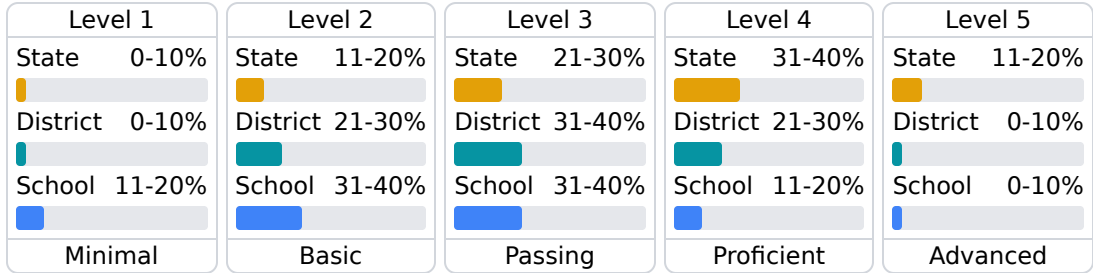 Level 1
State 0-10%
District 0-10%
School 11-20%
Minimal
Level 2
State 11-20%
District 21-30%
School 31-40%
Basic
Level 3
State 21-30%
District 31-40%
School 31-40%
Passing
Level 4
State 31-40%
District 21-30%
School 11-20%
Proficient
Level 5
State 11-20%
District 0-10%
School 0-10%
Advanced